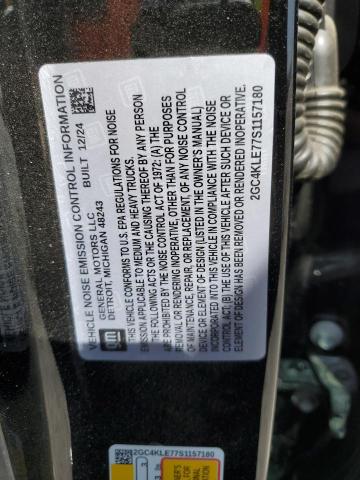 VEHICLE NOISE EMISSION CONTROL INFORMATION
GENERAL MOTORS LLC BUILT 12/24
DETROIT, MICHIGAN 48243
gm
THIS VEHICLE CONFORMS TO U.S. EPA REGULATIONS FOR NOISE
EMISSION APPLICABLE TO MEDIUM AND HEAVY TRUCKS.
THE FOLLOWING ACTS OR THE CAUSING THEREOF BY ANY PERSON
ARE PROHIBITED BY THE NOISE CONTROL ACT OF 1972: (A) THE
REMOVAL OR RENDERING INOPERATIVE, OTHER THAN FOR PURPOSES
OF MAINTENANCE, REPAIR, OR REPLACEMENT, OF ANY NOISE CONTROL
DEVICE OR ELEMENT OF DESIGN (LISTED IN THE OWNER'S MANUAL)
INCORPORATED INTO THIS VEHICLE IN COMPLIANCE WITH THE NOISE
CONTROL ACT, (B) THE USE OF THIS VEHICLE AFTER SUCH DEVICE OR
ELEMENT OF DESIGN HAS BEEN REMOVED OR RENDERED INOPERATIVE.
2GC4KLE77S1157180
2GC4KLE77S1157180